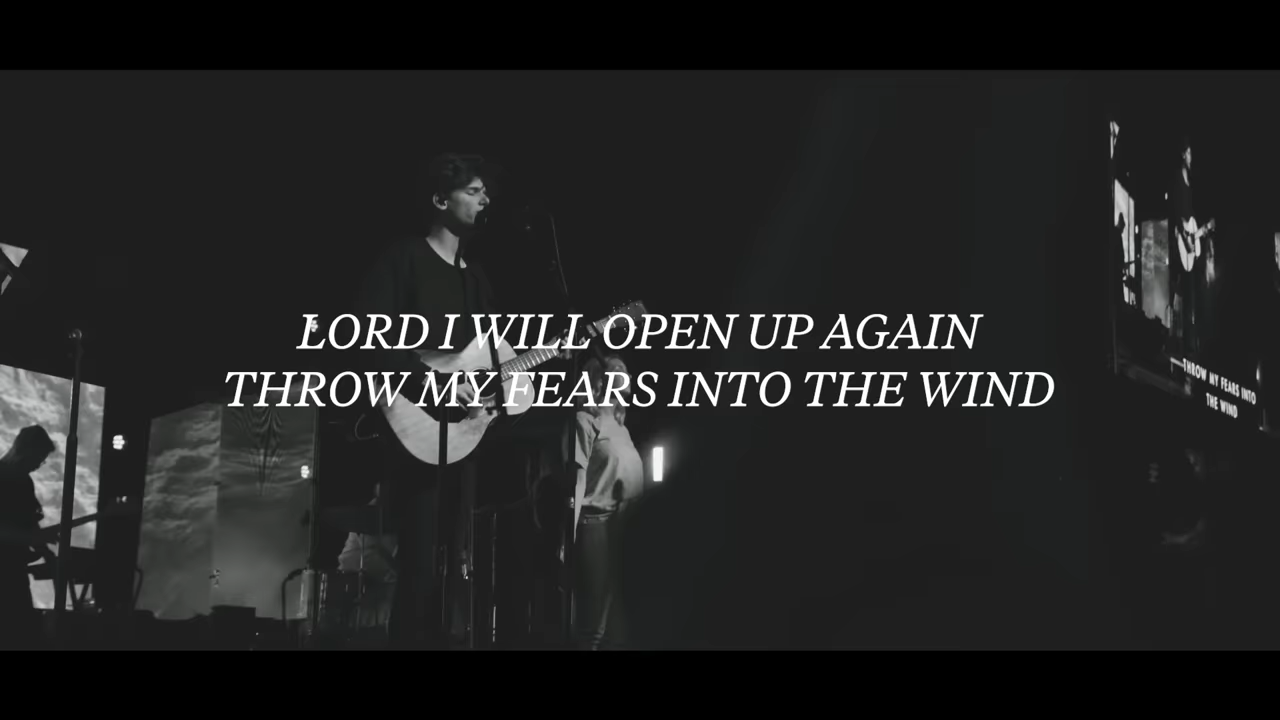 LORD I WILL OPEN UP AGAIN
THROW MY FEARS INTO THE WIND
THROW MY FEARS INTO
THE WIND